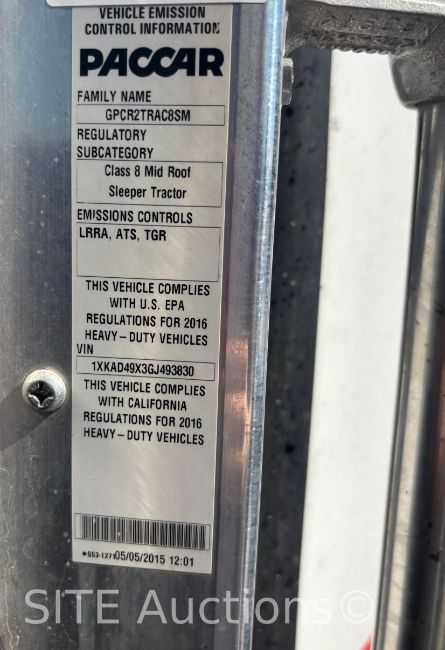 VEHICLE EMISSION
CONTROL INFORMATION
PACCAR
FAMILY NAME
GPCR2TRAC8SM
REGULATORY
SUBCATEGORY
Class 8 Mid Roof
Sleeper Tractor
EMISSIONS CONTROLS
LRRA, ATS, TGR
THIS VEHICLE COMPLIES
WITH U.S. EPA
REGULATIONS FOR 2016
HEAVY-DUTY VEHICLES
VIN
1XKAD49X3GJ493830
THIS VEHICLE COMPLIES
WITH CALIFORNIA
REGULATIONS FOR 2016
HEAVY-DUTY VEHICLES
*S63-1271 05/05/2015 12:01
SITE Auctions©